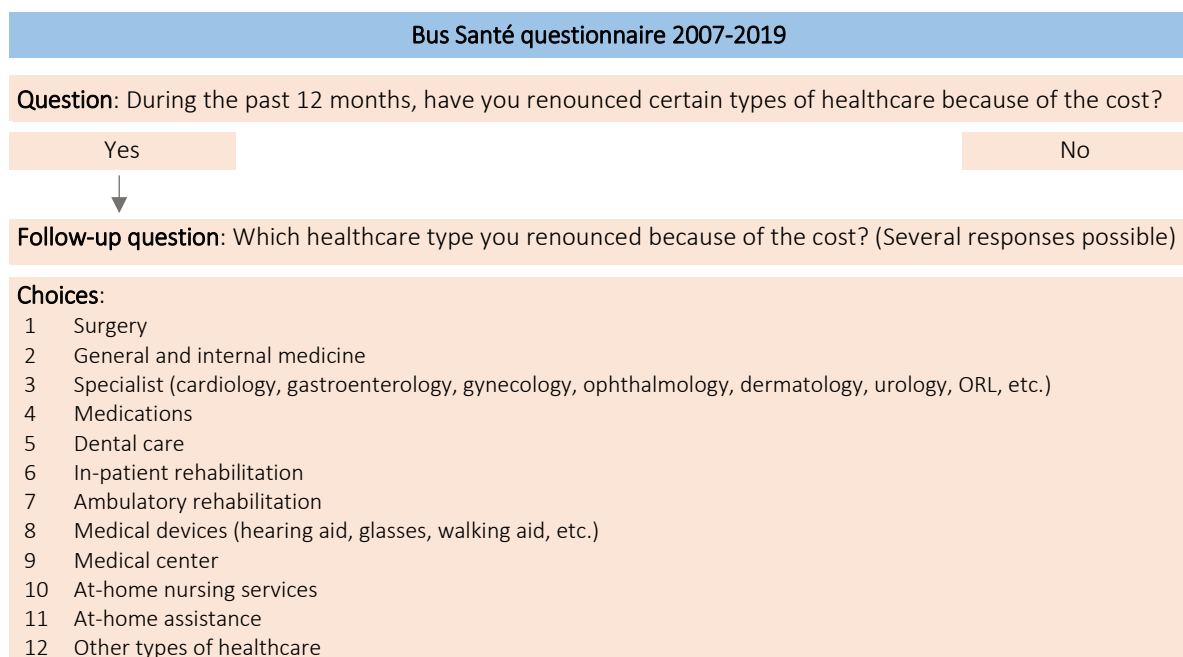 Bus Santé questionnaire 2007-2019
Question: During the past 12 months, have you renounced certain types of healthcare because of the cost?
Yes
No
Follow-up question: Which healthcare type you renounced because of the cost? (Several responses possible)
Choices:
1 Surgery
2 General and internal medicine
3 Specialist (cardiology, gastroenterology, gynecology, ophthalmology, dermatology, urology, ORL, etc.)
4 Medications
5 Dental care
6 In-patient rehabilitation
7 Ambulatory rehabilitation
8 Medical devices (hearing aid, glasses, walking aid, etc.)
9 Medical center
10 At-home nursing services
11 At-home assistance
12 Other types of healthcare